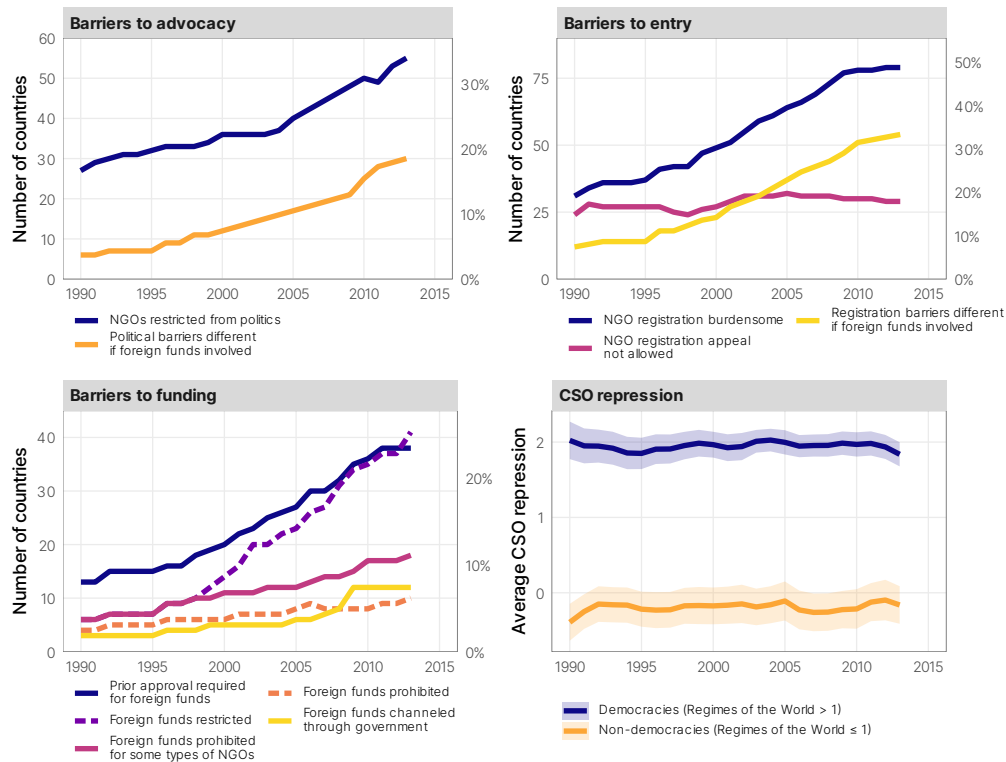 Barriers to advocacy
Number of countries
60
50
40
30
20
10
0
30%
20%
10%
0%
1990 1995 2000 2005 2010 2015
NGOs restricted from politics
Political barriers different
if foreign funds involved
Barriers to entry
Number of countries
75
50
25
0
50%
40%
30%
20%
10%
0%
1990 1995 2000 2005 2010 2015
NGO registration burdensome
NGO registration appeal
not allowed
Registration barriers different
if foreign funds involved
Barriers to funding
Number of countries
40
30
20
10
0
20%
10%
0%
1990 1995 2000 2005 2010 2015
Prior approval required
for foreign funds
Foreign funds restricted
Foreign funds prohibited
for some types of NGOs
Foreign funds prohibited
Foreign funds channeled
through government
CSO repression
Average CSO repression
2
1
0
1990 1995 2000 2005 2010 2015
Democracies (Regimes of the World > 1)
Non-democracies (Regimes of the World ≤ 1)